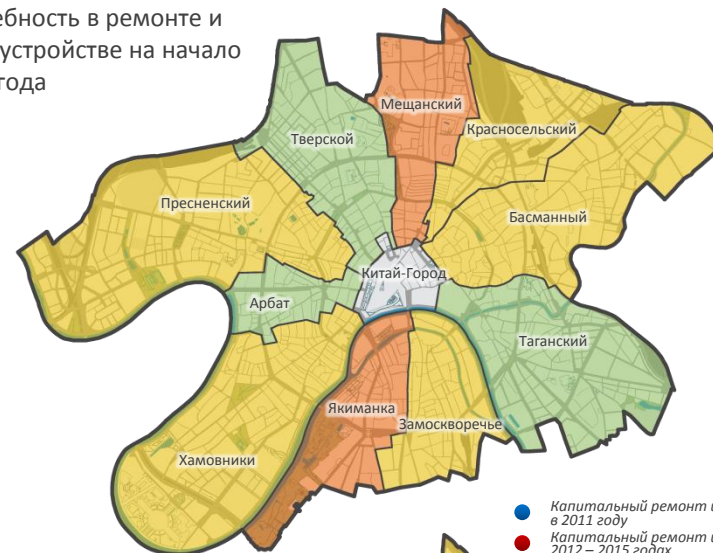 ебность в ремонте и
устройстве на начало
года
Мещанский
Красносельский
Тверской
Пресненский
Басманный
Китай-Город
Арбат
Таганский
Якиманка
Замоскворечье
Хамовники
Капитальный ремонт и
в 2011 году
Капитальный ремонт и
2012 – 2015 годах